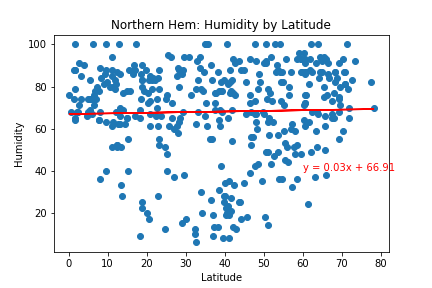 Northern Hem: Humidity by Latitude
100
80
60
40
20
Humidity
y = 0.03x + 66.91
0 10 20 30 40 50 60 70 80
Latitude